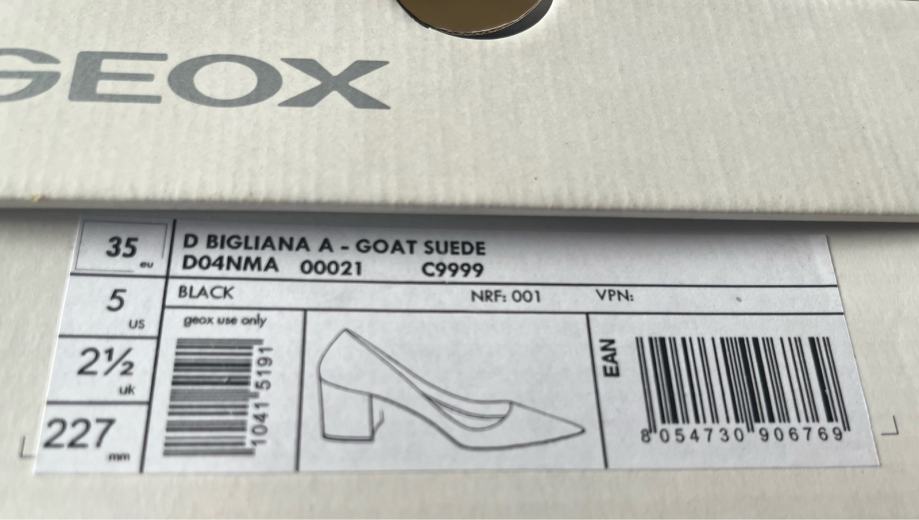 GEOX
35 eu
D BIGLIANA A - GOAT SUEDE
D04NMA 00021 C9999
5 US
BLACK NRF: 001 VPN:
geox use only
2½ uk
1041 5191
EAN
8 054730 906769
227 mm